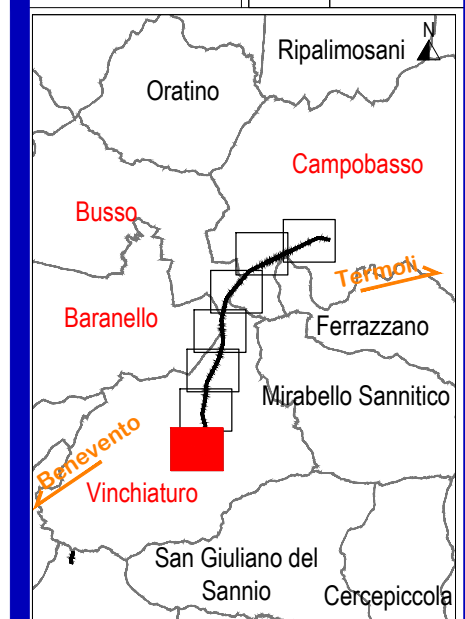 N
Ripalimosani
Oratino
Campobasso
Busso
Termoli
Baranello
Ferrazzano
Mirabello Sannitico
Benevento
Vinchiaturo
San Giuliano del
Sannio
Cercepiccola